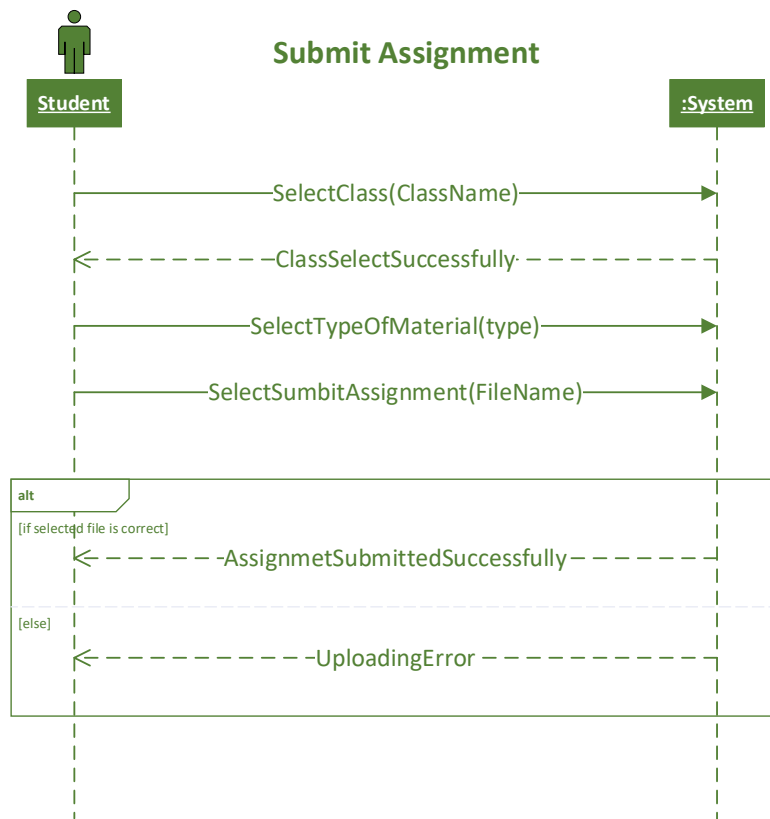 Submit Assignment
Student
:System
SelectClass(ClassName)
ClassSelectSuccessfully
SelectTypeOfMaterial(type)
SelectSumbitAssignment(FileName)
alt
[if selected file is correct]
AssignmetSubmittedSuccessfully
[else]
UploadingError